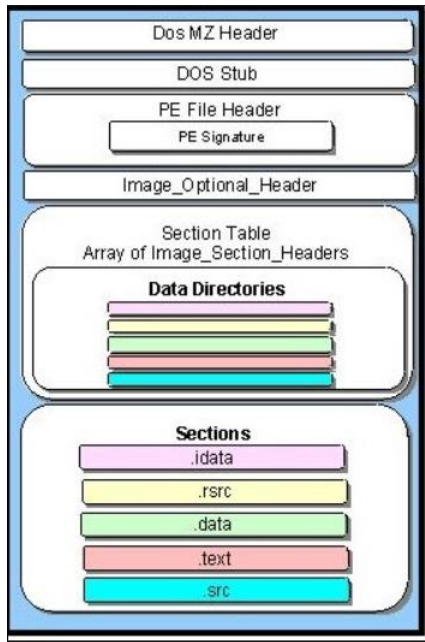 Dos MZ Header
DOS Stub
PE File Header
PE Signature
Image_Optional_Header
Section Table
Array of Image_Section_Headers
Data Directories
Sections
.idata
.rsrc
.data
.text
.src